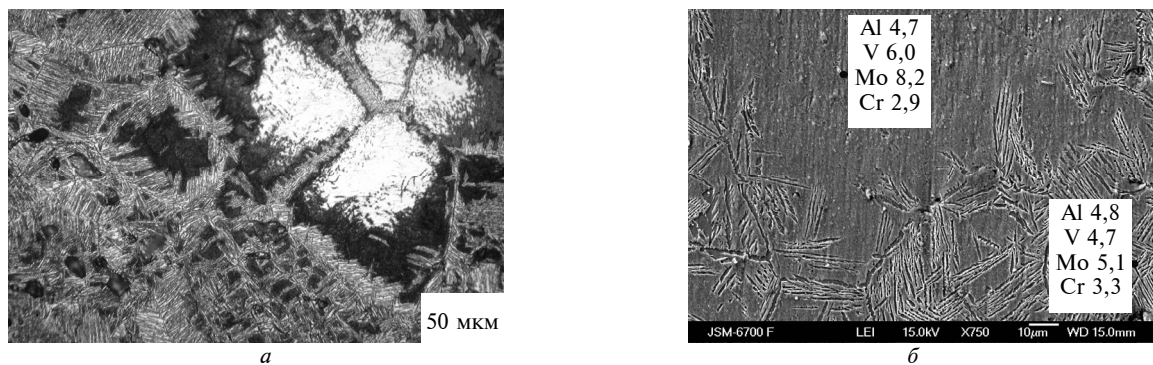 Al 4,7
V 6,0
Mo 8,2
Cr 2,9
Al 4,8
V 4,7
Mo 5,1
Cr 3,3
50 мкм
JSM-6700 F LEI 15.0kV X750 10µm WD 15.0mm
а
б